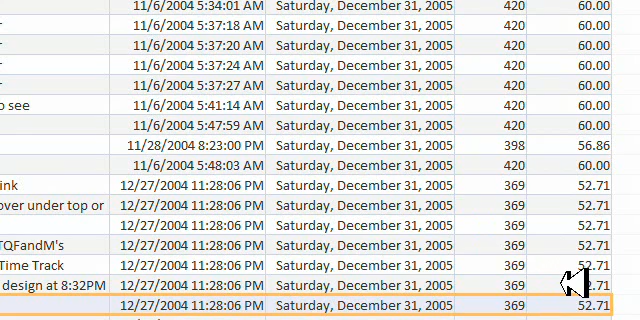 11/6/2004 5:34:01 AM Saturday, December 31, 2005 420 60.00
r 11/6/2004 5:37:18 AM Saturday, December 31, 2005 420 60.00
r 11/6/2004 5:37:20 AM Saturday, December 31, 2005 420 60.00
r 11/6/2004 5:37:24 AM Saturday, December 31, 2005 420 60.00
r 11/6/2004 5:37:27 AM Saturday, December 31, 2005 420 60.00
o see 11/6/2004 5:41:14 AM Saturday, December 31, 2005 420 60.00
11/6/2004 5:47:59 AM Saturday, December 31, 2005 420 60.00
11/28/2004 8:23:00 PM Saturday, December 31, 2005 398 56.86
11/6/2004 5:48:03 AM Saturday, December 31, 2005 420 60.00
ink 12/27/2004 11:28:06 PM Saturday, December 31, 2005 369 52.71
over under top or 12/27/2004 11:28:06 PM Saturday, December 31, 2005 369 52.71
12/27/2004 11:28:06 PM Saturday, December 31, 2005 369 52.71
TQFandM's 12/27/2004 11:28:06 PM Saturday, December 31, 2005 369 52.71
Time Track 12/27/2004 11:28:06 PM Saturday, December 31, 2005 369 52.71
design at 8:32PM 12/27/2004 11:28:06 PM Saturday, December 31, 2005 369 2.71
12/27/2004 11:28:06 PM Saturday, December 31, 2005 369 52.71